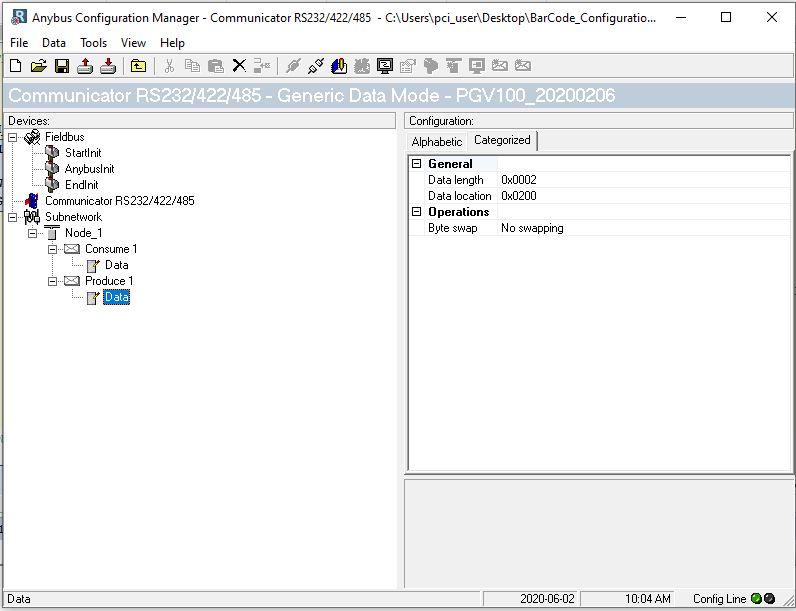 Anybus Configuration Manager - Communicator RS232/422/485 - C:\Users\pci_user\Desktop\BarCode_Configuratio...
File Data Tools View Help
Communicator RS232/422/485 - Generic Data Mode - PGV100_20200206
Devices:
Fieldbus
StartInit
AnybusInit
EndInit
Communicator RS232/422/485
Subnetwork
Node_1
Consume 1
Data
Produce 1
Data
Configuration:
Alphabetic Categorized
General
Data length 0x0002
Data location 0x0200
Operations
Byte swap No swapping
Data 2020-06-02 10:04 AM Config Line